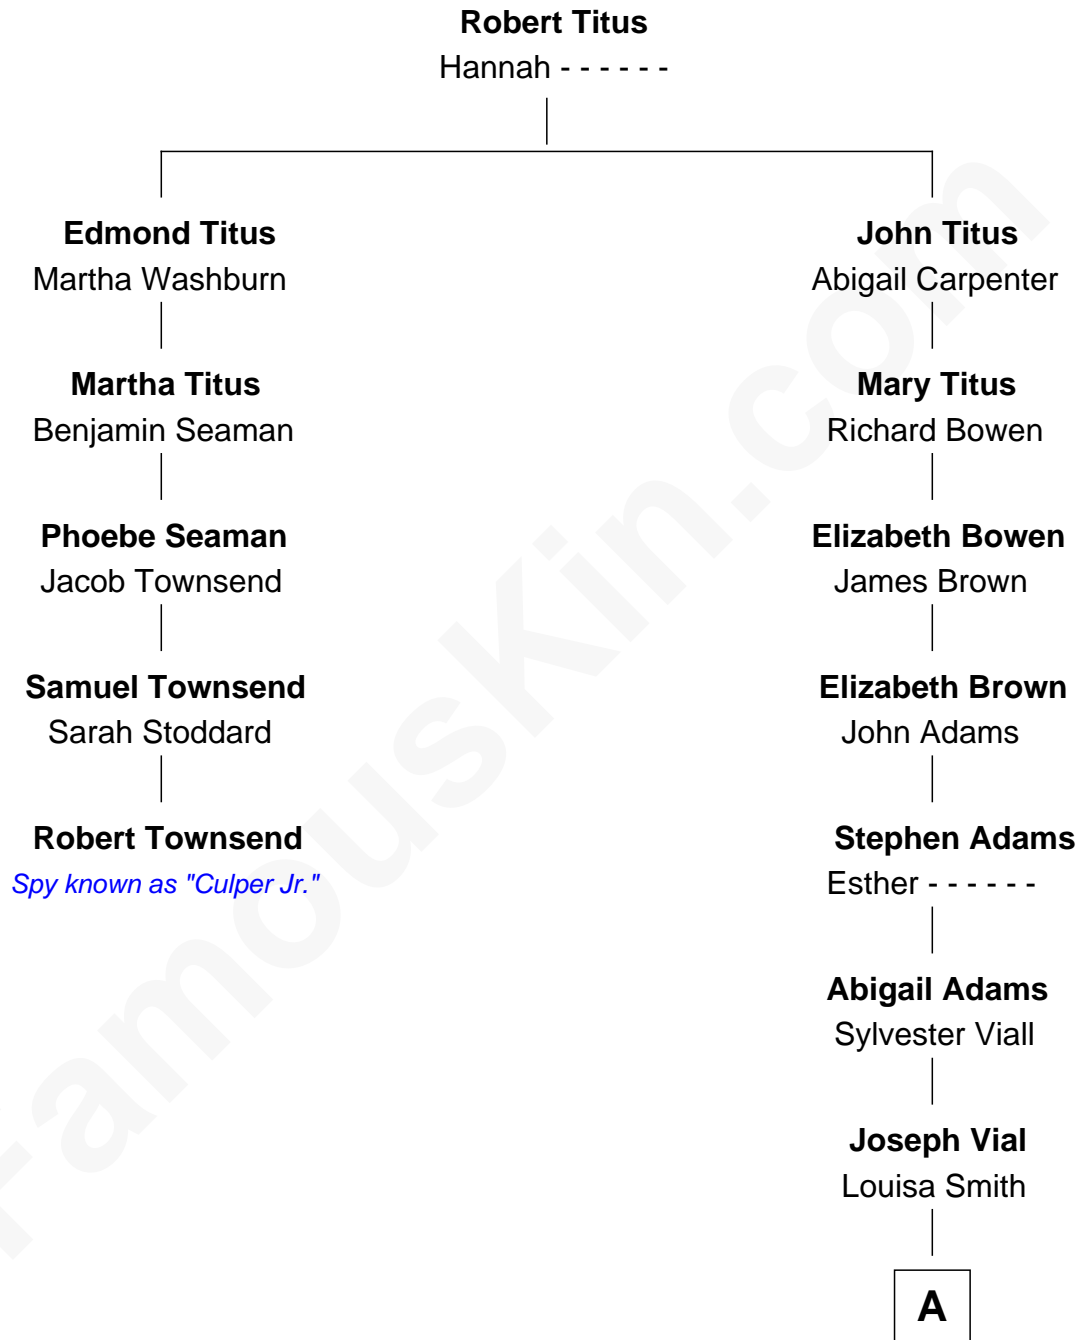 Robert Titus
Hannah - - - - - -
Edmond Titus
Martha Washburn
John Titus
Abigail Carpenter
Martha Titus
Benjamin Seaman
Mary Titus
Richard Bowen
Phoebe Seaman
Jacob Townsend
Elizabeth Bowen
James Brown
Samuel Townsend
Sarah Stoddard
Elizabeth Brown
John Adams
Robert Townsend
Spy known as "Culper Jr."
Stephen Adams
Esther - - - - - -
Abigail Adams
Sylvester Viall
Joseph Vial
Louisa Smith
A
FamousKin.com